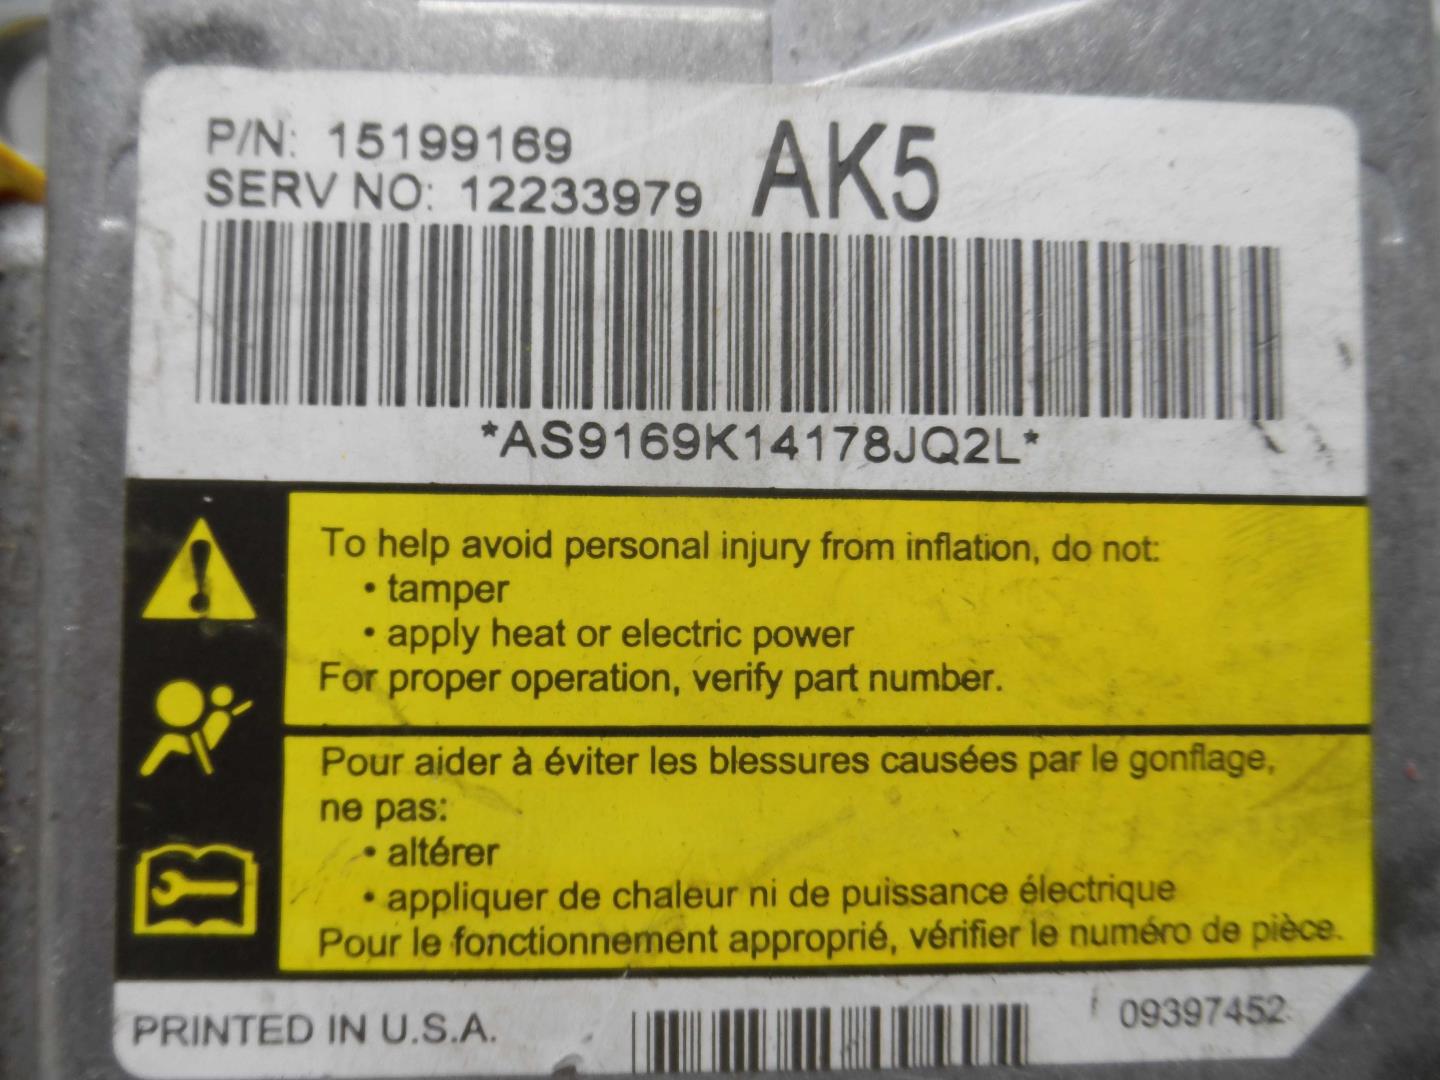 P/N: 15199169
SERV NO: 12233979
AK5
*AS9169K14178JQ2L*
To help avoid personal injury from inflation, do not:
• tamper
• apply heat or electric power
For proper operation, verify part number.
Pour aider à éviter les blessures causées par le gonflage,
ne pas:
• altérer
• appliquer de chaleur ni de puissance électrique
Pour le fonctionnement approprié, vérifier le numéro de pièce.
PRINTED IN U.S.A.
09397452